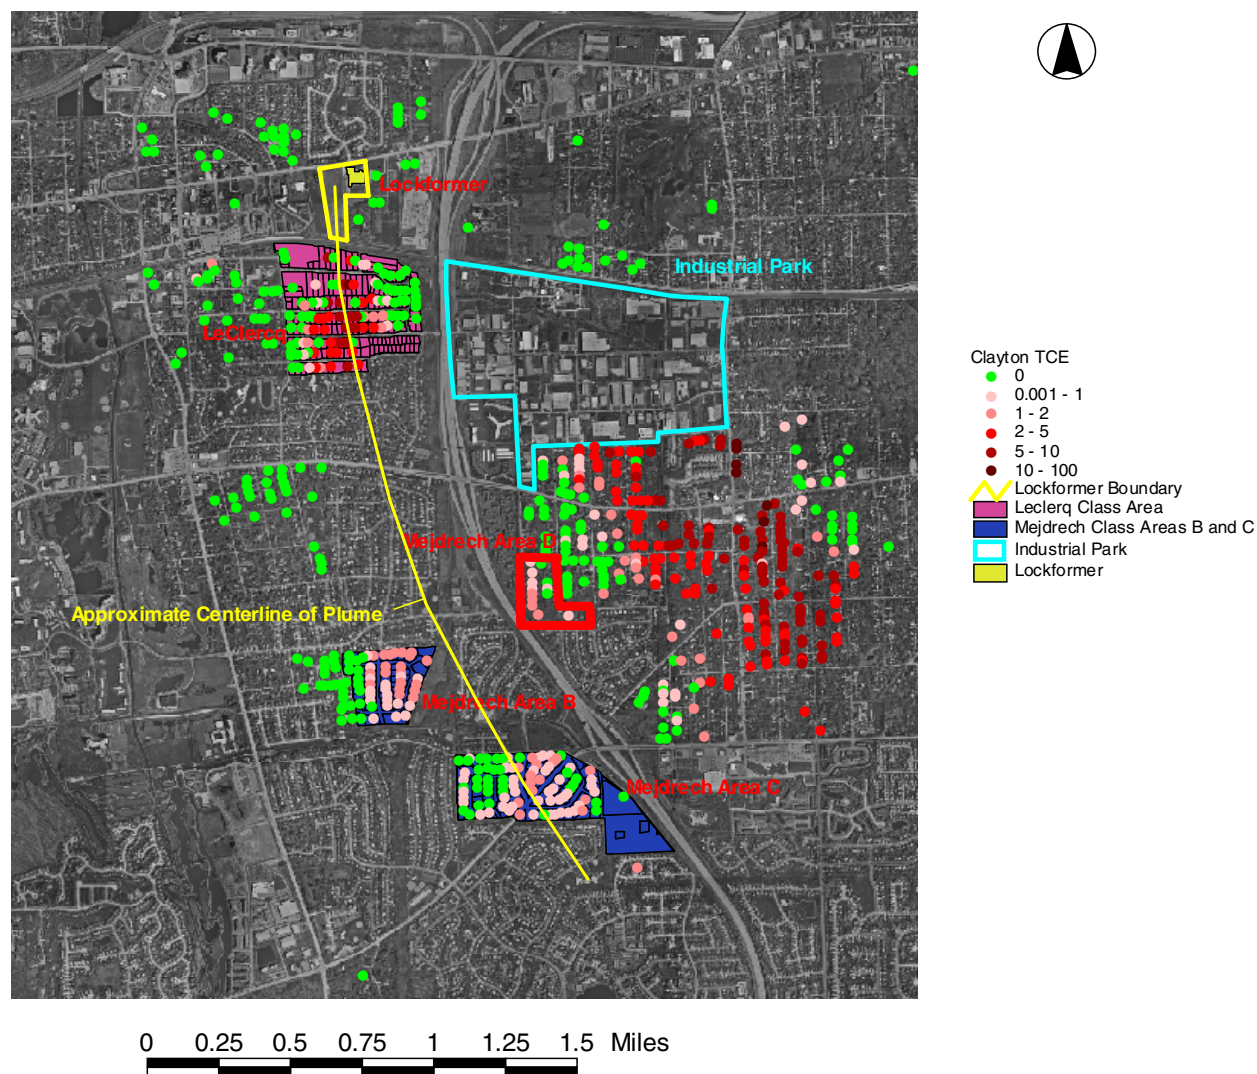 Lockformer
Industrial Park
LeClercq
Mejdrech Area D
Approximate Centerline of Plume
Mejdrech Area B
Mejdrech Area C
Clayton TCE
0
0.001 - 1
1 - 2
2 - 5
5 - 10
10 - 100
Lockformer Boundary
Leclerq Class Area
Mejdrech Class Areas B and C
Industrial Park
Lockformer
0 0.25 0.5 0.75 1 1.25 1.5 Miles